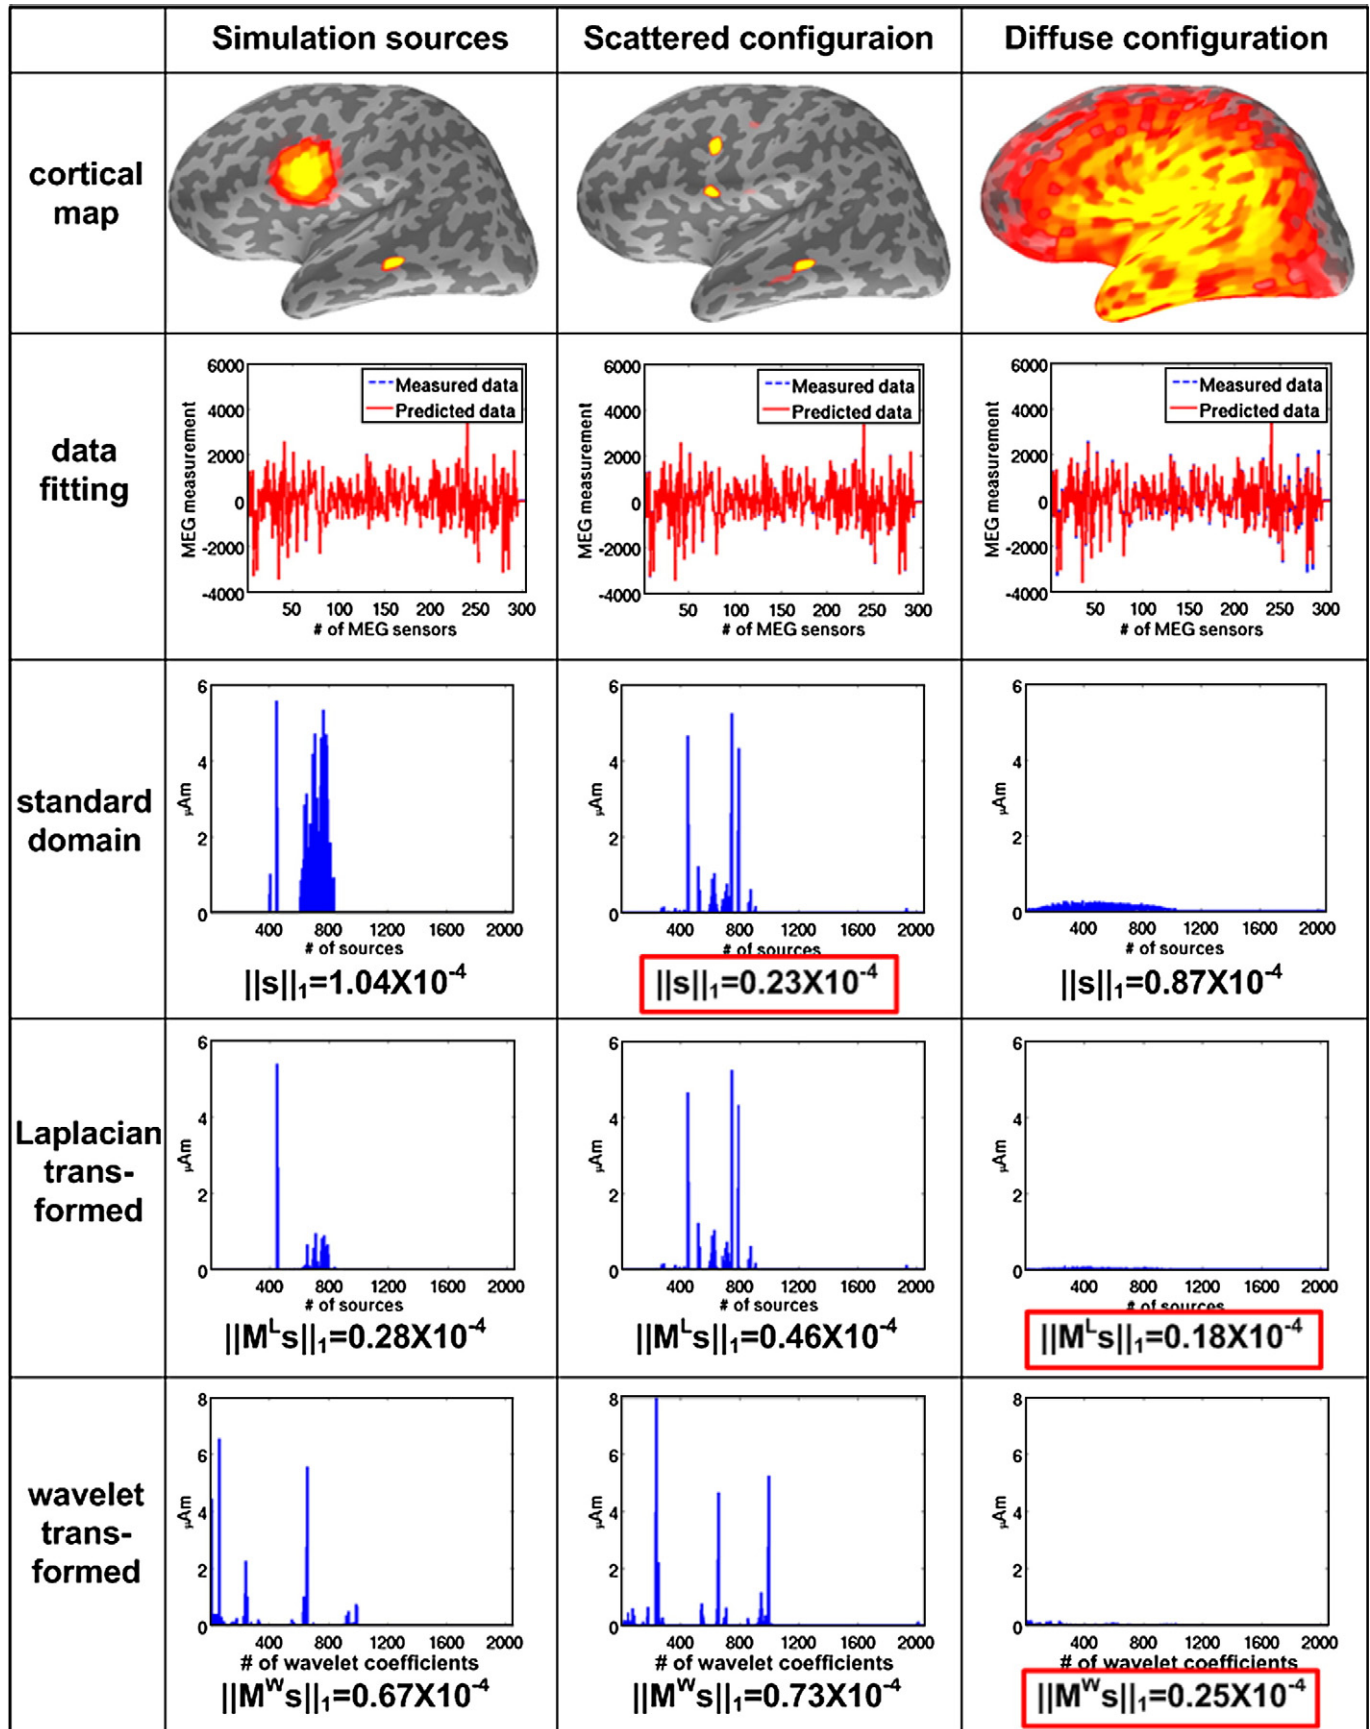 Simulation sources
Scattered configuraion
Diffuse configuration
cortical
map
data
fitting
6000
4000
2000
0
-2000
-4000
MEG measurement
Measured data
Predicted data
50 100 150 200 250 300
# of MEG sensors
6000
4000
2000
0
-2000
-4000
MEG measurement
Measured data
Predicted data
50 100 150 200 250 300
# of MEG sensors
6000
4000
2000
0
-2000
-4000
MEG measurement
Measured data
Predicted data
50 100 150 200 250 300
# of MEG sensors
standard
domain
6
4
2
0
μAm
400 800 1200 1600 2000
# of sources
||s||₁=1.04X10⁻⁴
6
4
2
0
μAm
400 800 1200 1600 2000
# of sources
||s||₁=0.23X10⁻⁴
6
4
2
0
μAm
400 800 1200 1600 2000
# of sources
||s||₁=0.87X10⁻⁴
Laplacian
trans-
formed
6
4
2
0
μAm
400 800 1200 1600 2000
# of sources
||Mᴸs||₁=0.28X10⁻⁴
6
4
2
0
μAm
400 800 1200 1600 2000
# of sources
||Mᴸs||₁=0.46X10⁻⁴
6
4
2
0
μAm
400 800 1200 1600 2000
# of sources
||Mᴸs||₁=0.18X10⁻⁴
wavelet
trans-
formed
8
6
4
2
0
μAm
400 800 1200 1600 2000
# of wavelet coefficients
||Mᵂs||₁=0.67X10⁻⁴
8
6
4
2
0
μAm
400 800 1200 1600 2000
# of wavelet coefficients
||Mᵂs||₁=0.73X10⁻⁴
8
6
4
2
0
μAm
400 800 1200 1600 2000
# of wavelet coefficients
||Mᵂs||₁=0.25X10⁻⁴